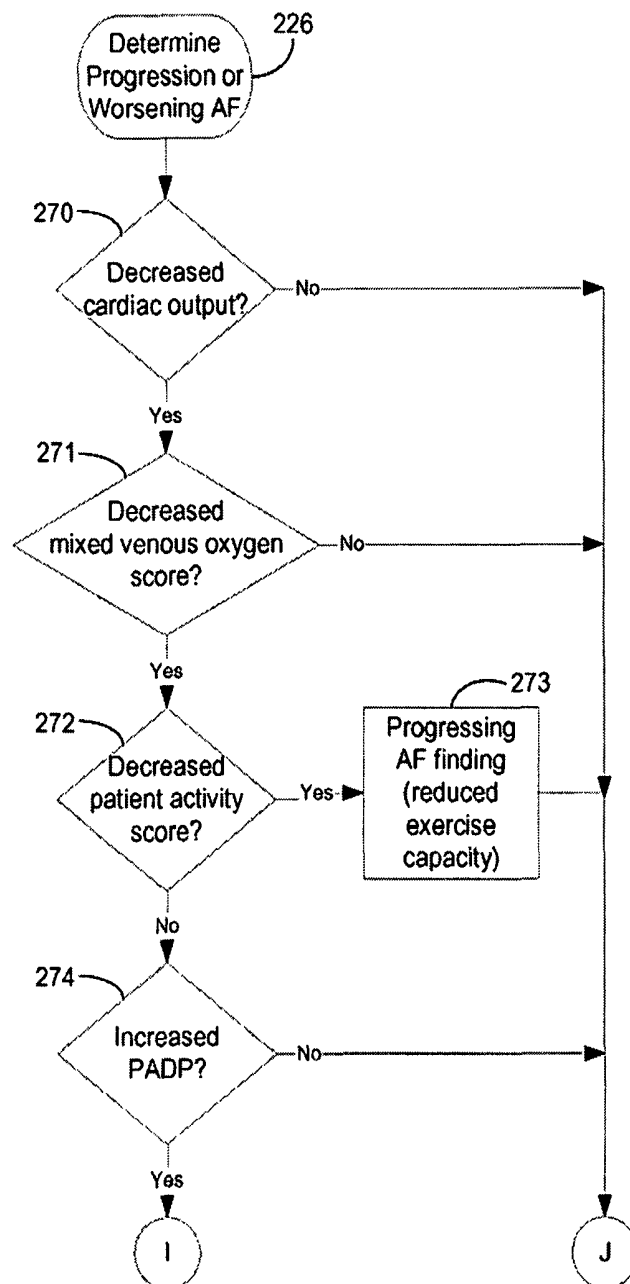 226
Determine
Progression or
Worsening AF
270
Decreased
cardiac output?
No
Yes
271
Decreased
mixed venous oxygen
score?
No
Yes
272
Decreased
patient activity
score?
Yes
273
Progressing
AF finding
(reduced
exercise
capacity)
No
274
Increased
PADP?
No
Yes
I
J